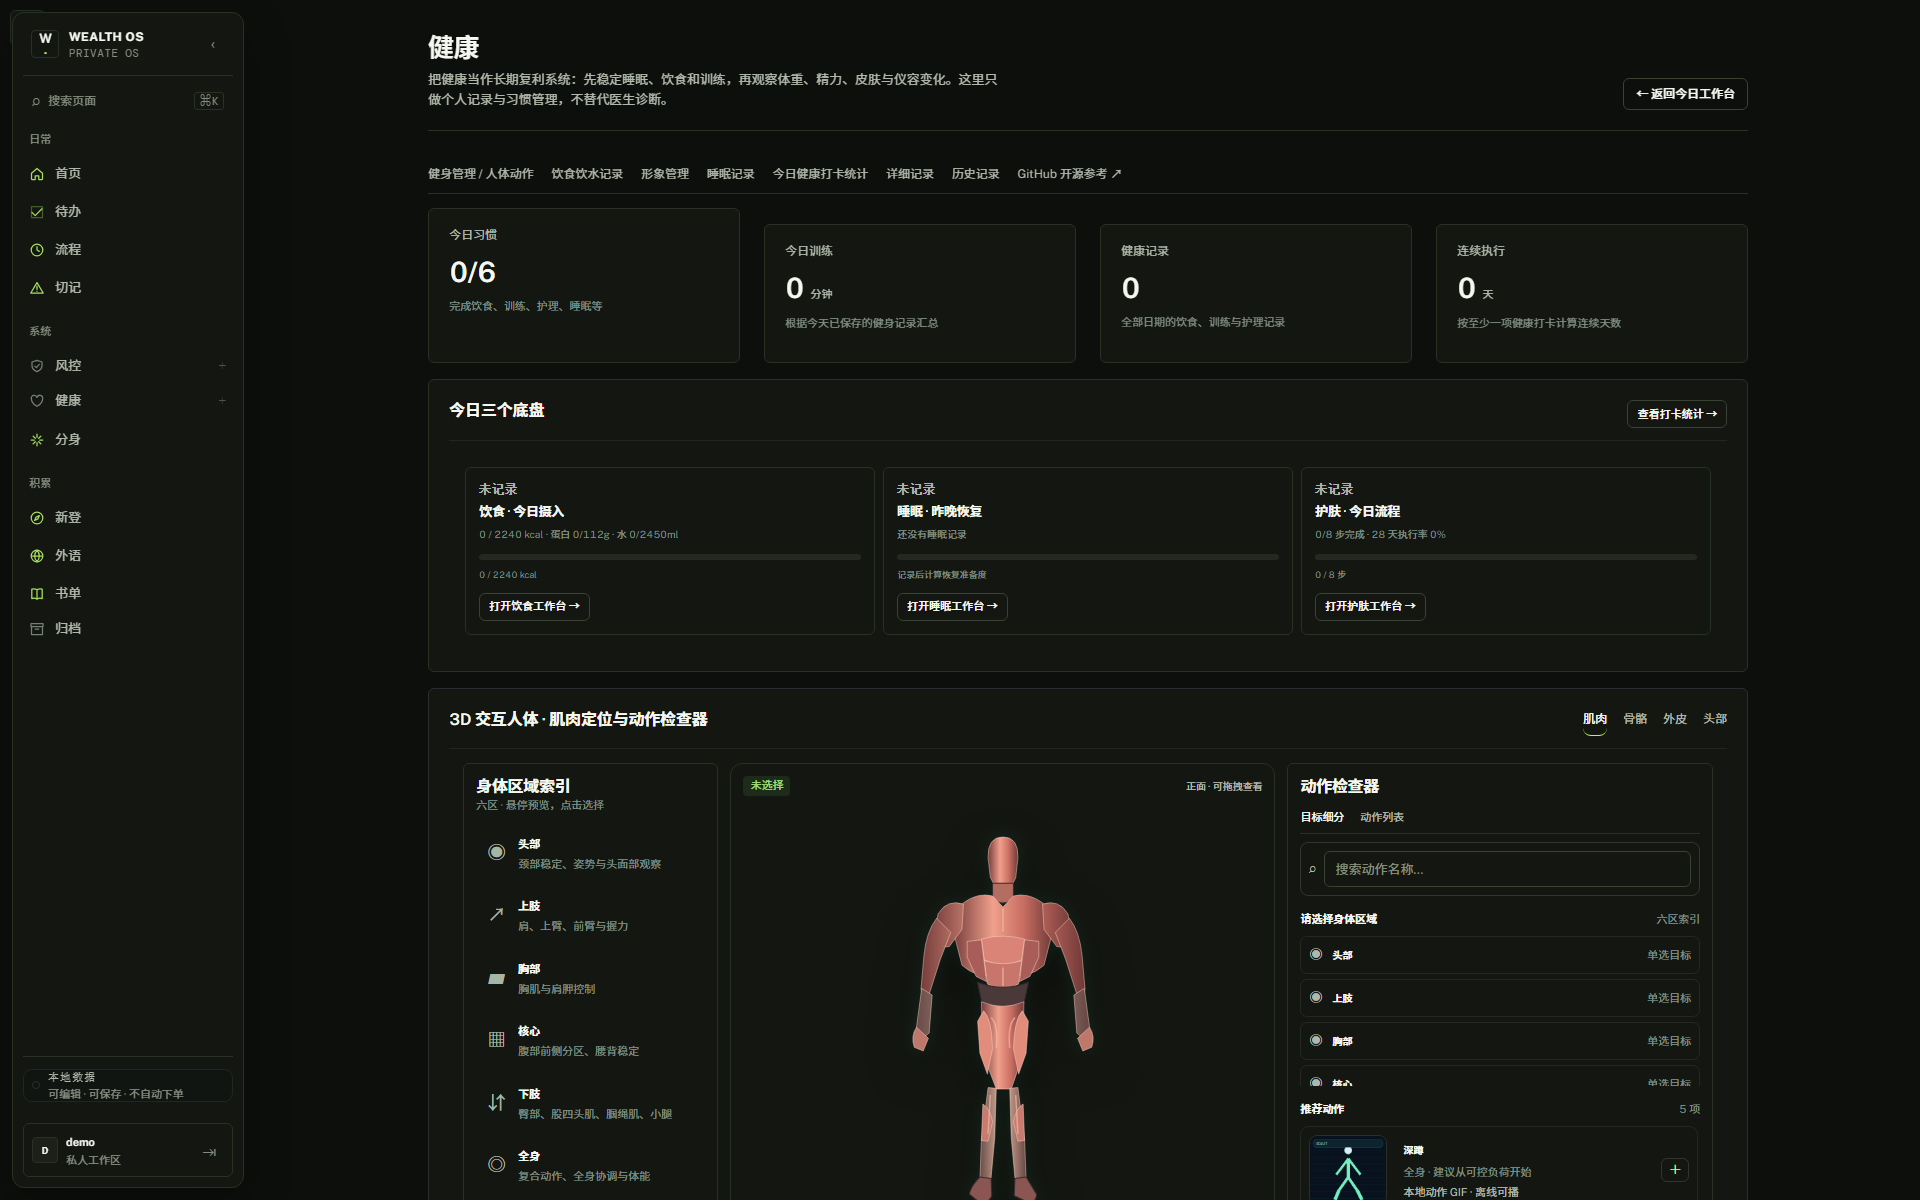 W
WEALTH OS
PRIVATE OS
搜索页面
⌘K
日常
首页
待办
流程
切记
系统
风控
健康
分身
积累
新登
外语
书单
归档
本地数据
可编辑 · 可保存 · 不自动下单
D
demo
私人工作区
健康
把健康当作长期复利系统：先稳定睡眠、饮食和训练，再观察体重、精力、皮肤与仪容变化。这里只
做个人记录与习惯管理，不替代医生诊断。
← 返回今日工作台
健身管理 / 人体动作 饮食饮水记录 形象管理 睡眠记录 今日健康打卡统计 详细记录 历史记录 GitHub 开源参考 ↗
今日习惯
0/6
完成饮食、训练、护理、睡眠等
今日训练
0 分钟
根据今天已保存的健身记录汇总
健康记录
0
全部日期的饮食、训练与护理记录
连续执行
0 天
按至少一项健康打卡计算连续天数
今日三个底盘
查看打卡统计 →
未记录
饮食 · 今日摄入
0 / 2240 kcal · 蛋白 0/112g · 水 0/2450ml
0 / 2240 kcal
打开饮食工作台 →
未记录
睡眠 · 昨晚恢复
还没有睡眠记录
记录后计算恢复准备度
打开睡眠工作台 →
未记录
护肤 · 今日流程
0/8 步完成 · 28 天执行率 0%
0 / 8 步
打开护肤工作台 →
3D 交互人体 · 肌肉定位与动作检查器
肌肉 骨骼 外皮 头部
身体区域索引
六区 · 悬停预览，点击选择
头部
颈部稳定、姿势与头面部观察
上肢
肩、上臂、前臂与握力
胸部
胸肌与肩胛控制
核心
腹部前侧分区、腰背稳定
下肢
臀部、股四头肌、腘绳肌、小腿
全身
复合动作、全身协调与体能
未选择
正面 · 可拖拽查看
动作检查器
目标细分 动作列表
搜索动作名称...
请选择身体区域 六区索引
头部 单选目标
上肢 单选目标
胸部 单选目标
核心 单选目标
推荐动作 5 项
深蹲
全身 · 建议从可控负荷开始
本地动作 GIF · 离线可播